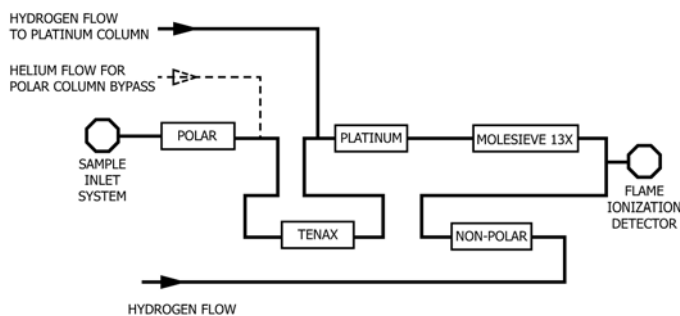 HYDROGEN FLOW
TO PLATINUM COLUMN
HELIUM FLOW FOR
POLAR COLUMN BYPASS
POLAR
PLATINUM
MOLESIEVE 13X
SAMPLE
INLET
SYSTEM
FLAME
IONIZATION
DETECTOR
TENAX
NON-POLAR
HYDROGEN FLOW